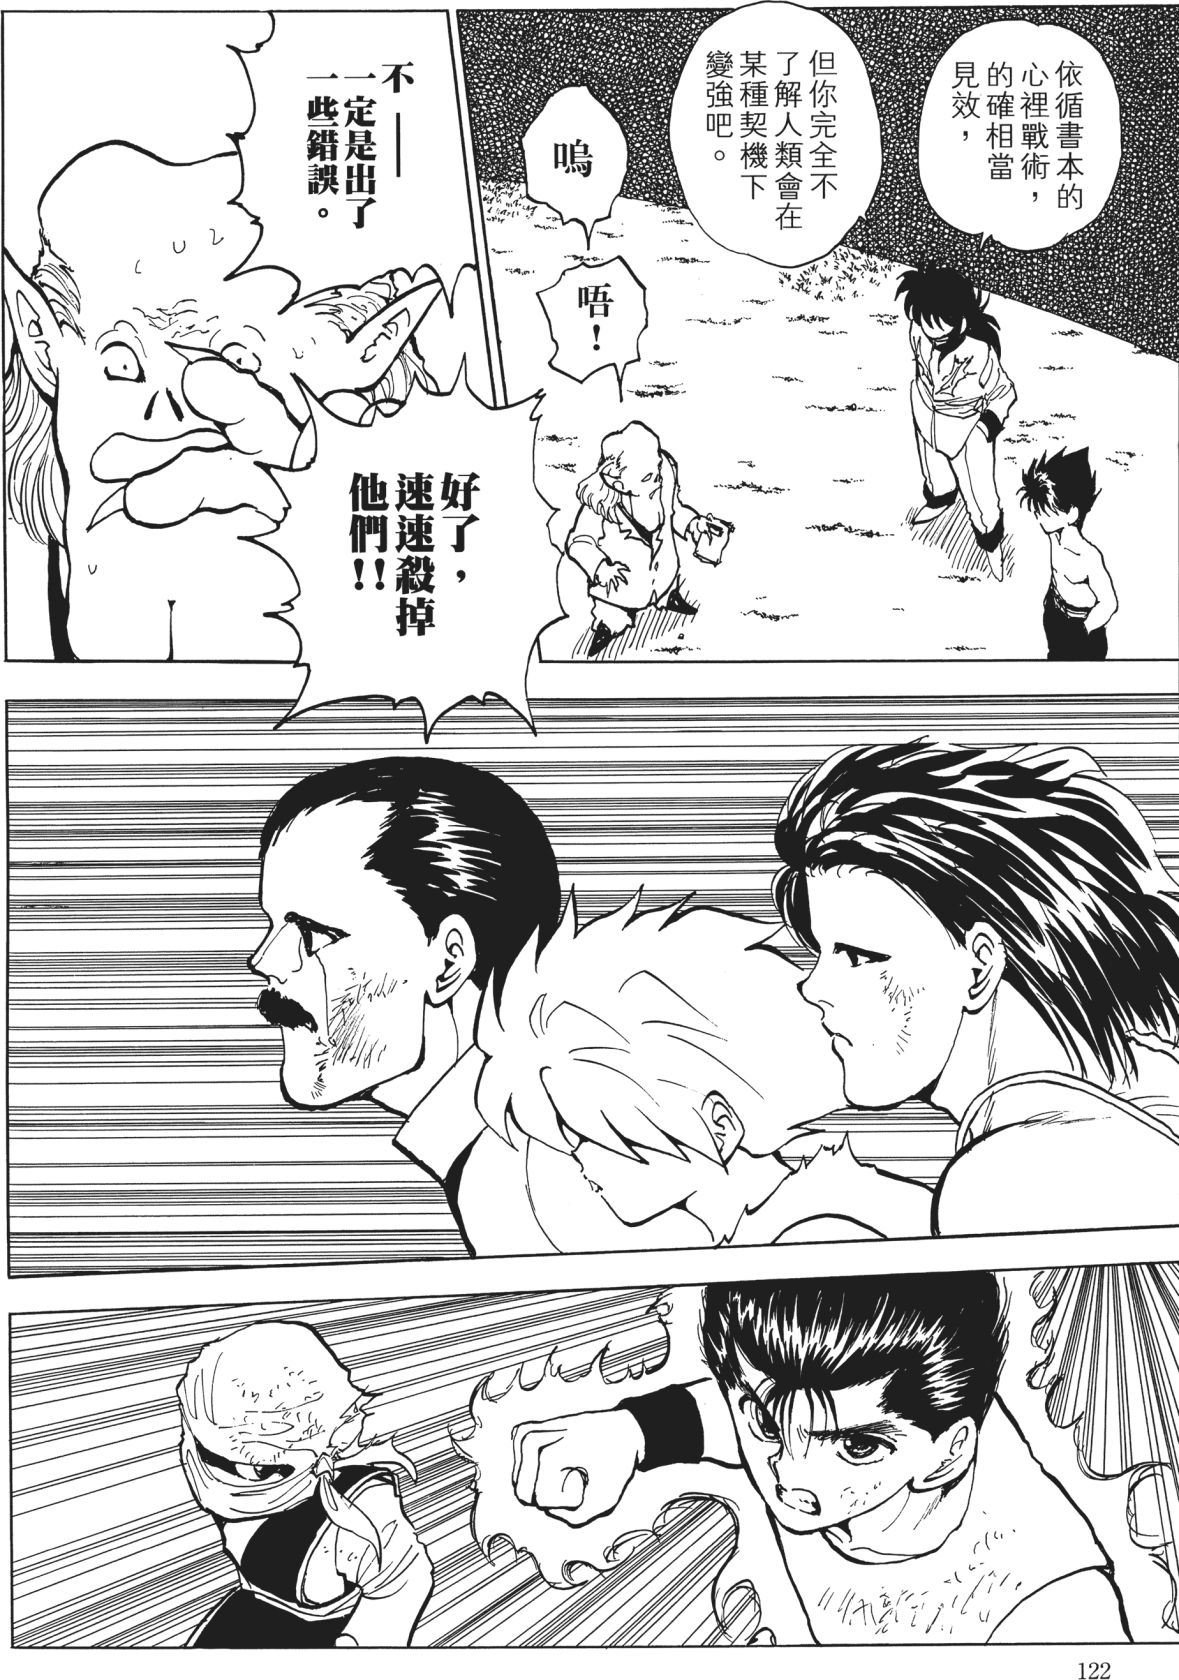 依循書本的
心裡戰術，
的確相當
見效，
但你完全不
了解人類會在
某種契機下
變強吧。
嗚
唔！
不——
一定是出了
一些錯誤。
好了，
速速殺掉
他們!!
122